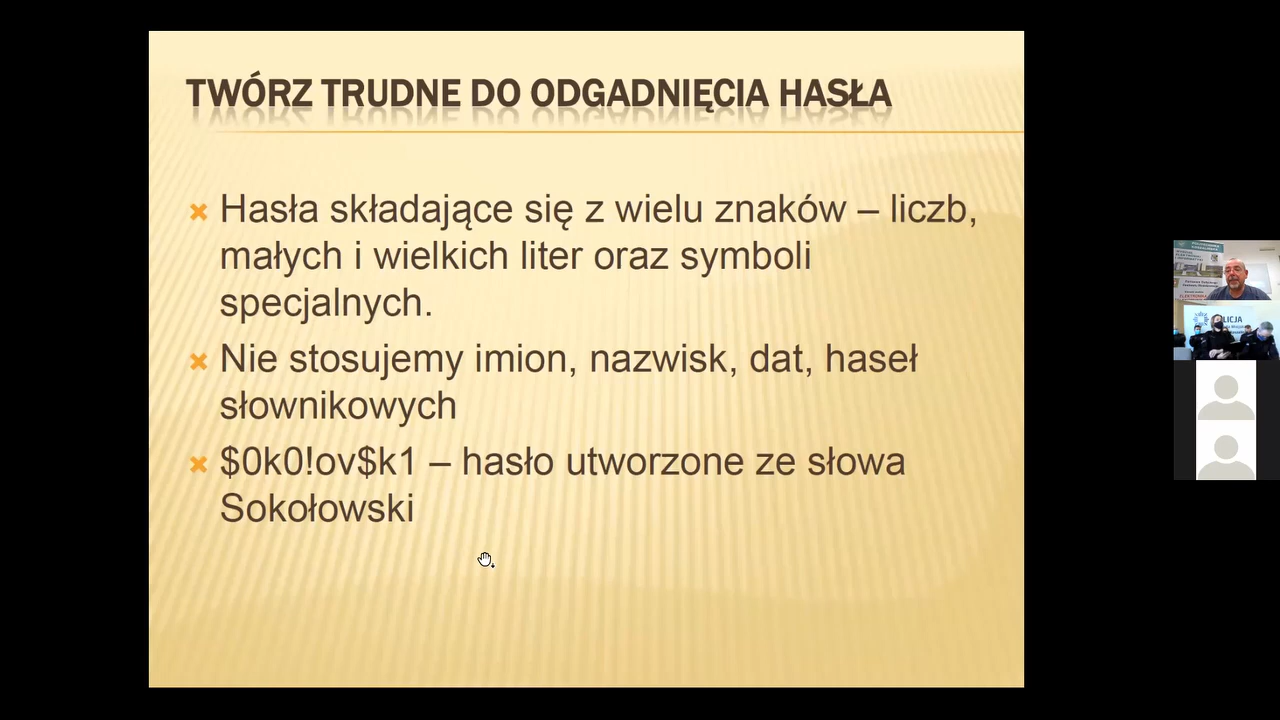 TWÓRZ TRUDNE DO ODGADNIĘCIA HASŁA
Hasła składające się z wielu znaków – liczb,
małych i wielkich liter oraz symboli
specjalnych.
Nie stosujemy imion, nazwisk, dat, haseł
słownikowych
$0k0!ov$k1 – hasło utworzone ze słowa
Sokołowski